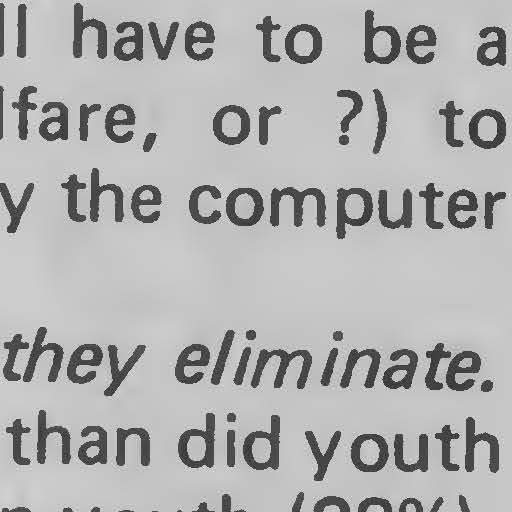 ll have to be a
lfare, or ?) to
y the computer
they eliminate.
than did youth